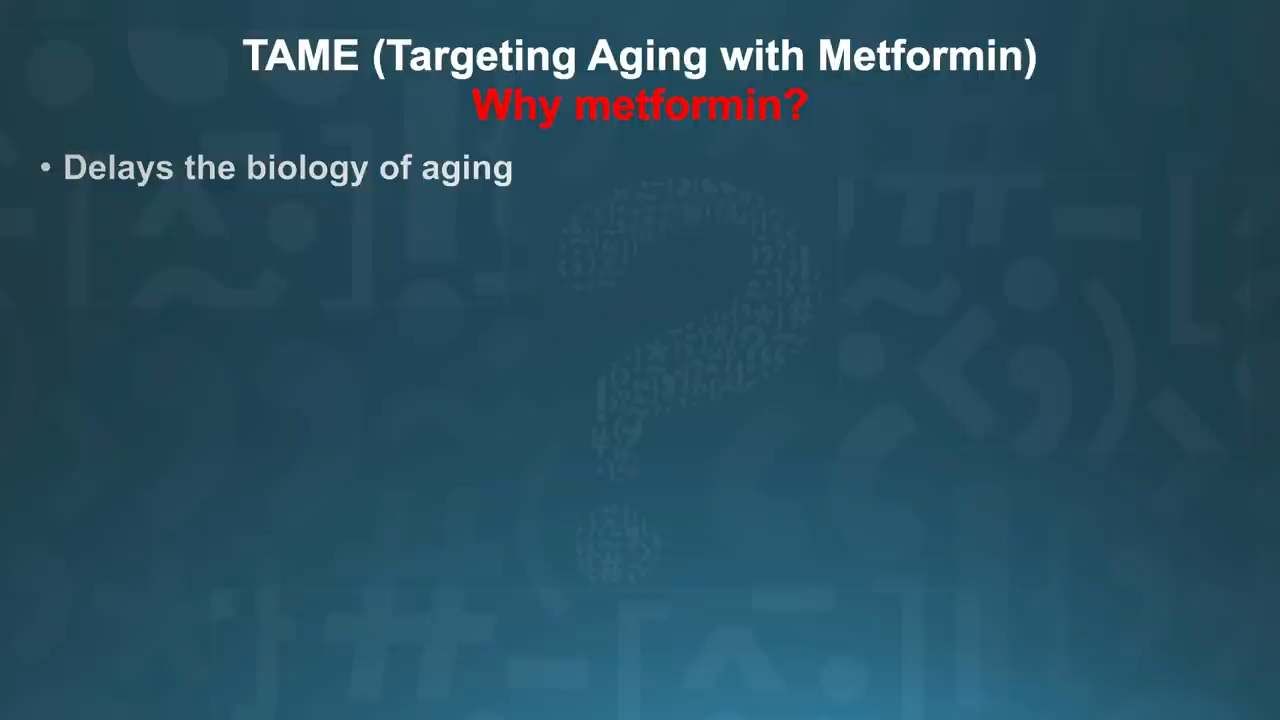 TAME (Targeting Aging with Metformin)
Why metformin?
• Delays the biology of aging